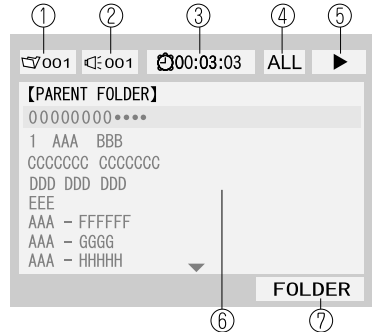 ① ② ③ ④ ⑤
001 001 00:03:03 ALL
【PARENT FOLDER】
00000000••••
1 AAA BBB
CCCCCCC CCCCCCC
DDD DDD DDD
EEE
AAA – FFFFFF
AAA – GGGG
AAA – HHHHH
FOLDER
⑥ ⑦